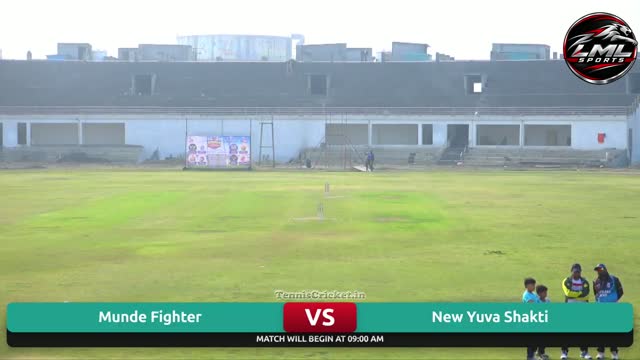 LML
SPORTS
TennisCricket.in
Munde Fighter
VS
New Yuva Shakti
MATCH WILL BEGIN AT 09:00 AM